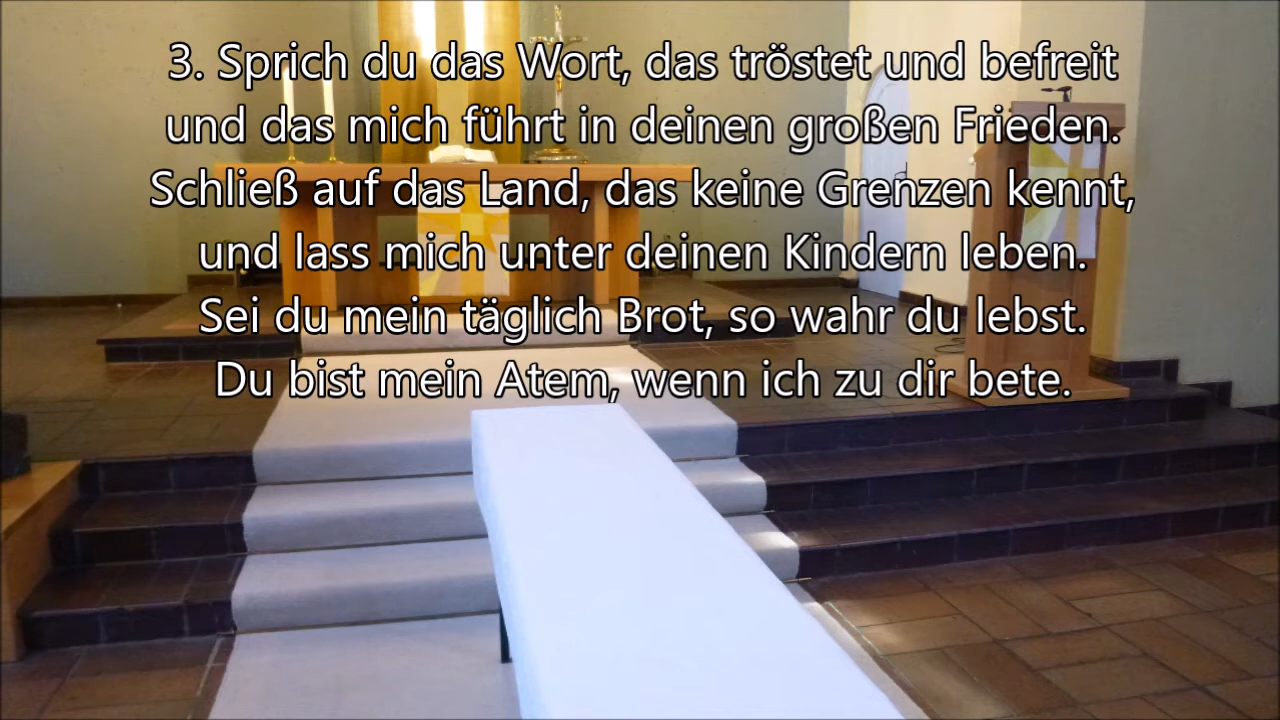 3. Sprich du das Wort, das tröstet und befreit
und das mich führt in deinen großen Frieden.
Schließ auf das Land, das keine Grenzen kennt,
und lass mich unter deinen Kindern leben.
Sei du mein täglich Brot, so wahr du lebst.
Du bist mein Atem, wenn ich zu dir bete.